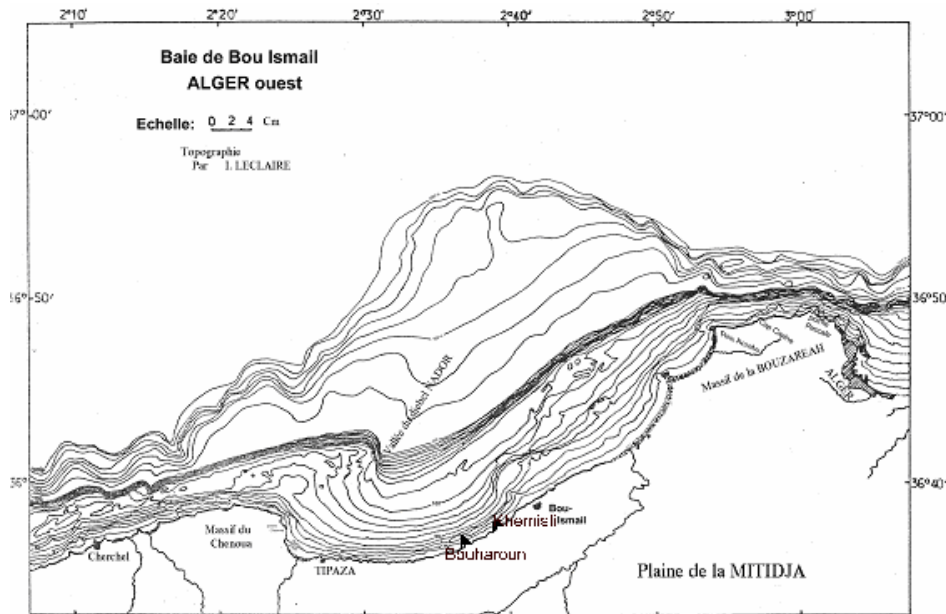 2°10' 2°20' 2°30' 2°40' 2°50' 3°00'
Baie de Bou Ismail
ALGER ouest
37°00' 37°00'
Echelle: 0 2 4 Cm
Topographie
Par I. LECLAIRE
36°50' 36°50'
NADOR
Massif de la BOUZAREAH
ALGER
36°40'
Bou-
Ismail
Khemisti
Massif du
Chenoua
Cherchel
Bouharoun
TIPAZA
Plaine de la MITIDJA